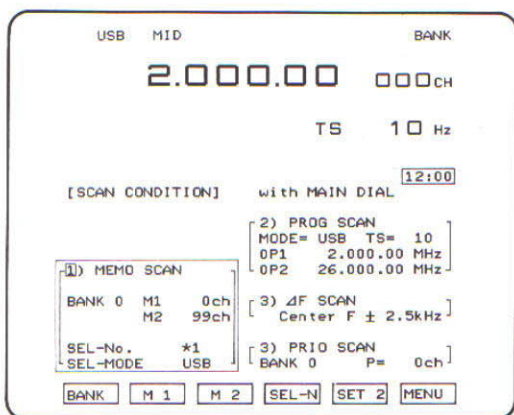 USB MID BANK
2.000.00 000CH
TS 10 Hz
12:00
[SCAN CONDITION] with MAIN DIAL
2) PROG SCAN
MODE= USB TS= 10
0P1 2.000.00 MHz
0P2 26.000.00 MHz
1) MEMO SCAN
BANK 0 M1 0ch
M2 99ch
SEL-No. *1
SEL-MODE USB
3) ⊿F SCAN
Center F ± 2.5kHz
3) PRIO SCAN
BANK 0 P= 0ch
BANK M 1 M 2 SEL-N SET 2 MENU